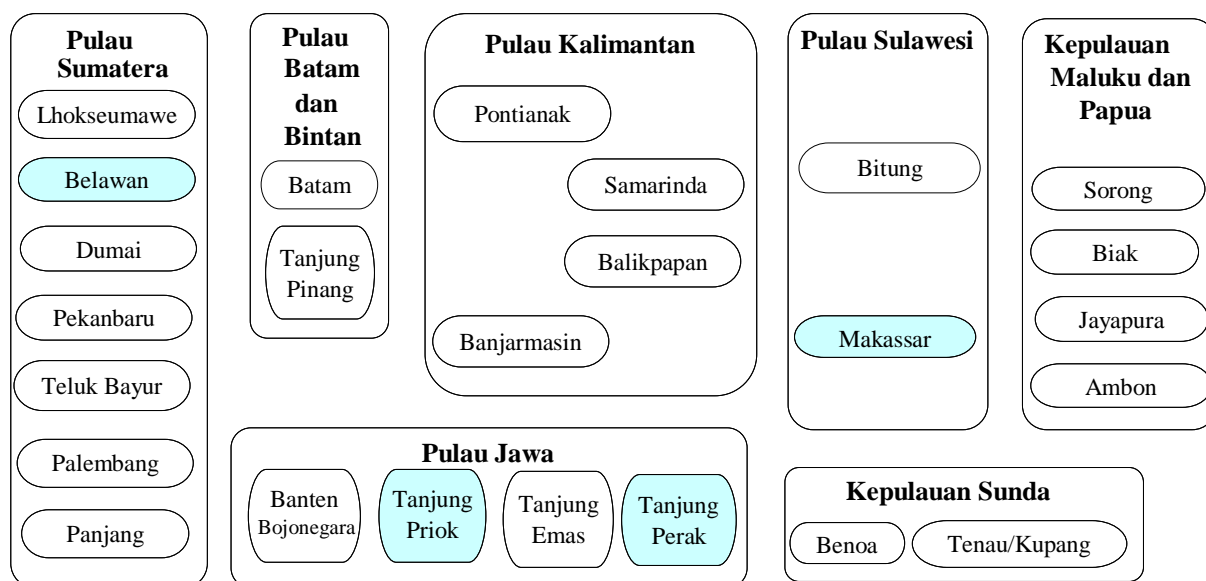 Pulau
Sumatera
Lhokseumawe
Belawan
Dumai
Pekanbaru
Teluk Bayur
Palembang
Panjang
Pulau
Batam
dan
Bintan
Batam
Tanjung
Pinang
Pulau Kalimantan
Pontianak
Samarinda
Balikpapan
Banjarmasin
Pulau Sulawesi
Bitung
Makassar
Kepulauan
Maluku dan
Papua
Sorong
Biak
Jayapura
Ambon
Pulau Jawa
Banten
Bojonegara
Tanjung
Priok
Tanjung
Emas
Tanjung
Perak
Kepulauan Sunda
Benoa
Tenau/Kupang